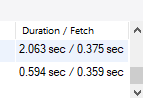 Duration / Fetch
2.063 sec / 0.375 sec
0.594 sec / 0.359 sec